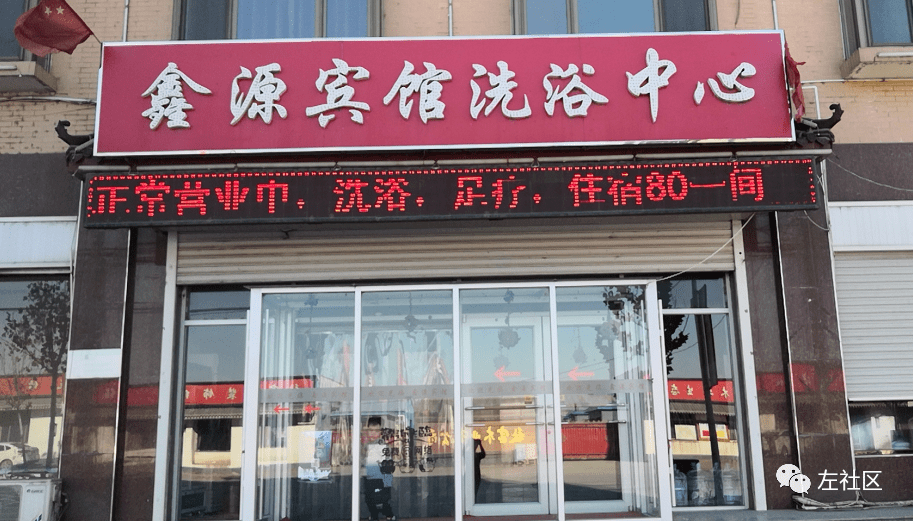 鑫源宾馆洗浴中心
正常营业中，洗浴，足疗，住宿80一间
左社区